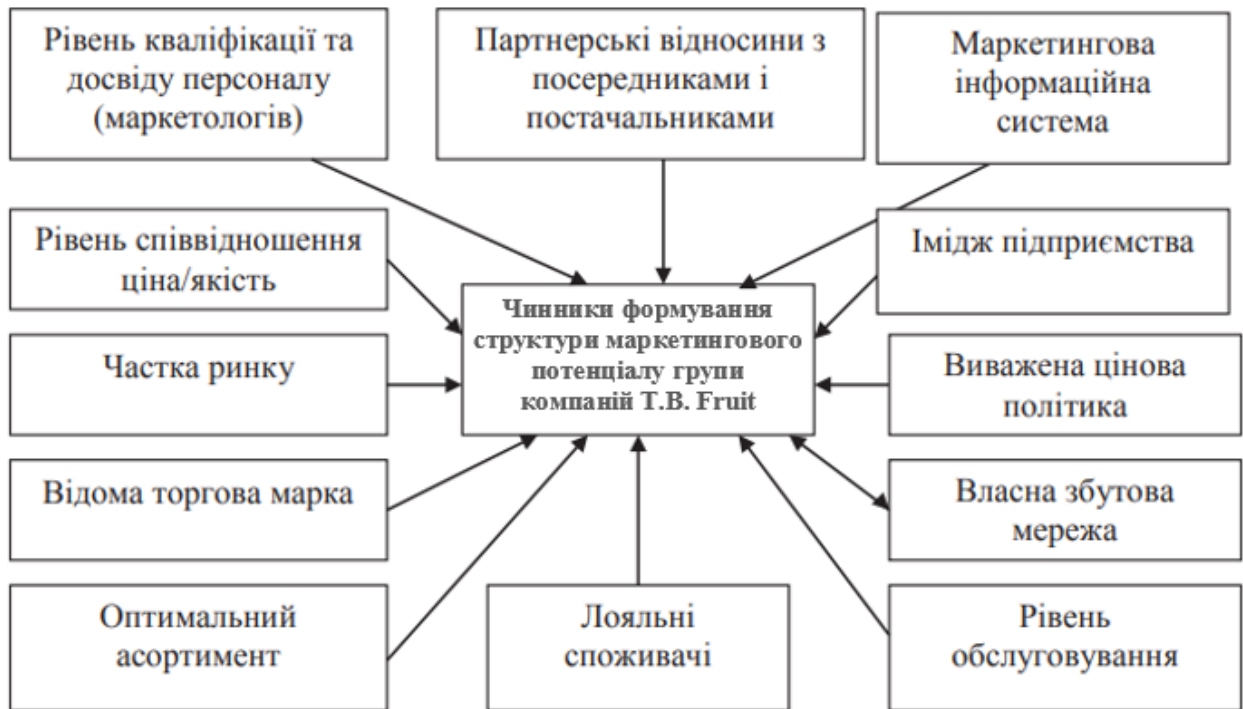 Рівень кваліфікації та
досвіду персоналу
(маркетологів)
Партнерські відносини з
посередниками і
постачальниками
Маркетингова
інформаційна
система
Рівень співвідношення
ціна/якість
Імідж підприємства
Чинники формування
структури маркетингового
потенціалу групи
компаній T.B. Fruit
Частка ринку
Виважена цінова
політика
Відома торгова марка
Власна збутова
мережа
Оптимальний
асортимент
Лояльні
споживачі
Рівень
обслуговування